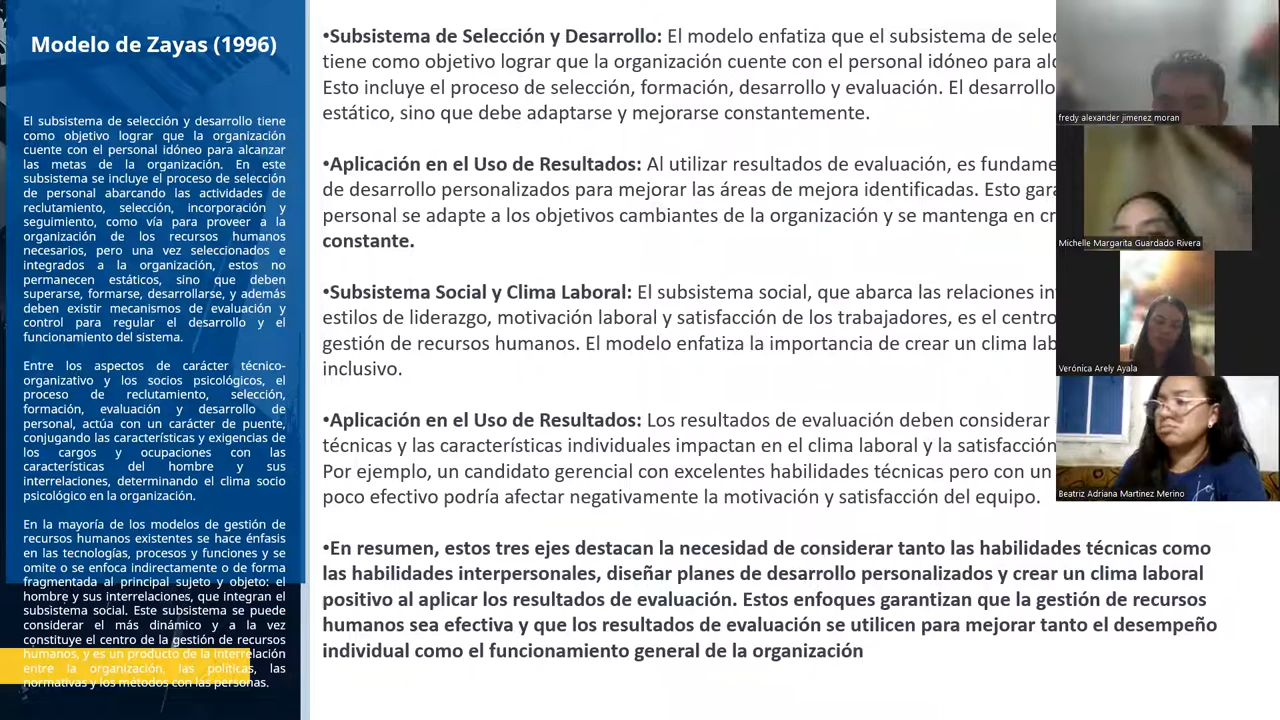 Modelo de Zayas (1996)
El subsistema de selección y desarrollo tiene
como objetivo lograr que la organización
cuente con el personal idóneo para alcanzar
las metas de la organización. En este
subsistema se incluye el proceso de selección
de personal abarcando las actividades de
reclutamiento, selección, incorporación y
seguimiento, como vía para proveer a la
organización de los recursos humanos
necesarios, pero una vez seleccionados e
integrados a la organización, estos no
permanecen estáticos, sino que deben
superarse, formarse, desarrollarse, y además
deben existir mecanismos de evaluación y
control para regular el desarrollo y el
funcionamiento del sistema.
Entre los aspectos de carácter técnico-
organizativo y los socios psicológicos, el
proceso de reclutamiento, selección,
formación, evaluación y desarrollo de
personal, actúa con un carácter de puente,
conjugando las características y exigencias de
los cargos y ocupaciones con las
características del hombre y sus
interrelaciones, determinando el clima socio
psicológico en la organización.
En la mayoría de los modelos de gestión de
recursos humanos existentes se hace énfasis
en las tecnologías, procesos y funciones y se
omite o se enfoca indirectamente o de forma
fragmentada al principal sujeto y objeto: el
hombre y sus interrelaciones, que integran el
subsistema social. Este subsistema se puede
considerar el más dinámico y a la vez
constituye el centro de la gestión de recursos
humanos, y es un producto de la interrelación
entre la organización, las políticas, las
normativas y los métodos con las personas.
•Subsistema de Selección y Desarrollo: El modelo enfatiza que el subsistema de selec
tiene como objetivo lograr que la organización cuente con el personal idóneo para alc
Esto incluye el proceso de selección, formación, desarrollo y evaluación. El desarrollo
estático, sino que debe adaptarse y mejorarse constantemente.
•Aplicación en el Uso de Resultados: Al utilizar resultados de evaluación, es fundame
de desarrollo personalizados para mejorar las áreas de mejora identificadas. Esto gara
personal se adapte a los objetivos cambiantes de la organización y se mantenga en cr
constante.
•Subsistema Social y Clima Laboral: El subsistema social, que abarca las relaciones in
estilos de liderazgo, motivación laboral y satisfacción de los trabajadores, es el centro
gestión de recursos humanos. El modelo enfatiza la importancia de crear un clima lab
inclusivo.
•Aplicación en el Uso de Resultados: Los resultados de evaluación deben considerar
técnicas y las características individuales impactan en el clima laboral y la satisfacción
Por ejemplo, un candidato gerencial con excelentes habilidades técnicas pero con un
poco efectivo podría afectar negativamente la motivación y satisfacción del equipo.
•En resumen, estos tres ejes destacan la necesidad de considerar tanto las habilidades técnicas como
las habilidades interpersonales, diseñar planes de desarrollo personalizados y crear un clima laboral
positivo al aplicar los resultados de evaluación. Estos enfoques garantizan que la gestión de recursos
humanos sea efectiva y que los resultados de evaluación se utilicen para mejorar tanto el desempeño
individual como el funcionamiento general de la organización
fredy alexander jimenez moran
Michelle Margarita Guardado Rivera
Verónica Arely Ayala
Beatriz Adriana Martinez Merino